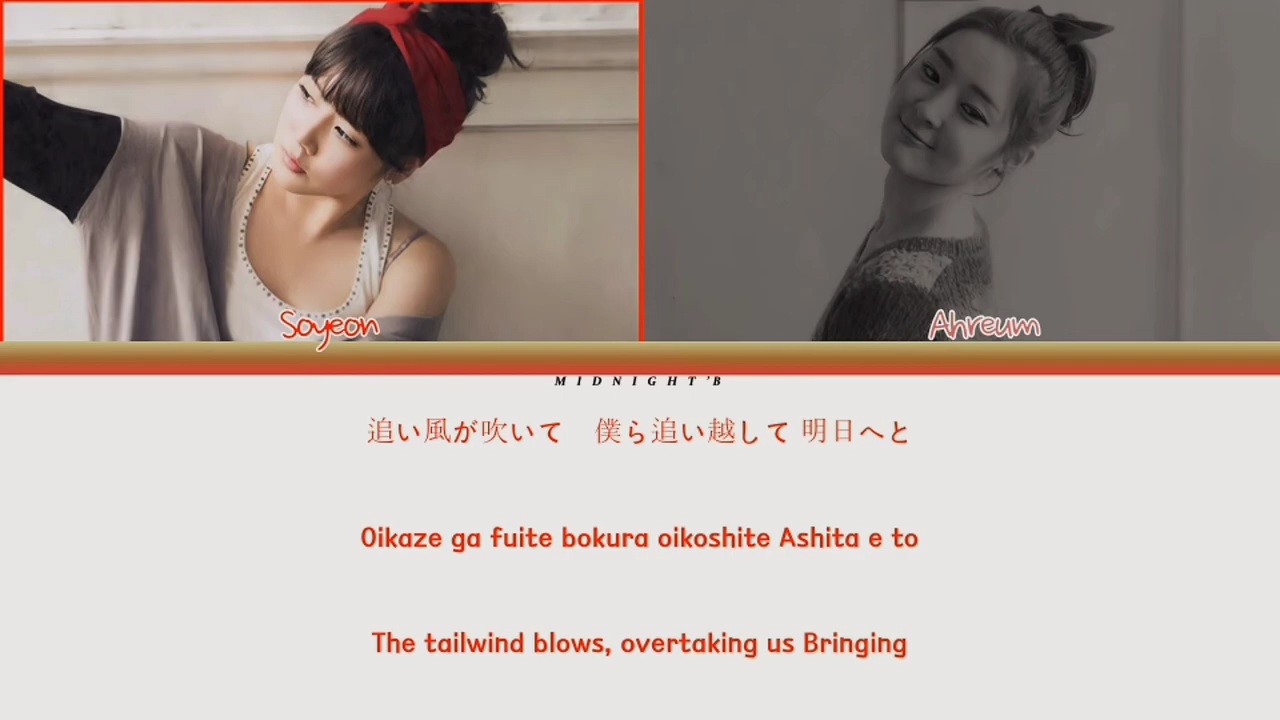 Soyeon
Ahreum
MIDNIGHT'B
追い風が吹いて　僕ら追い越して 明日へと
Oikaze ga fuite bokura oikoshite Ashita e to
The tailwind blows, overtaking us Bringing